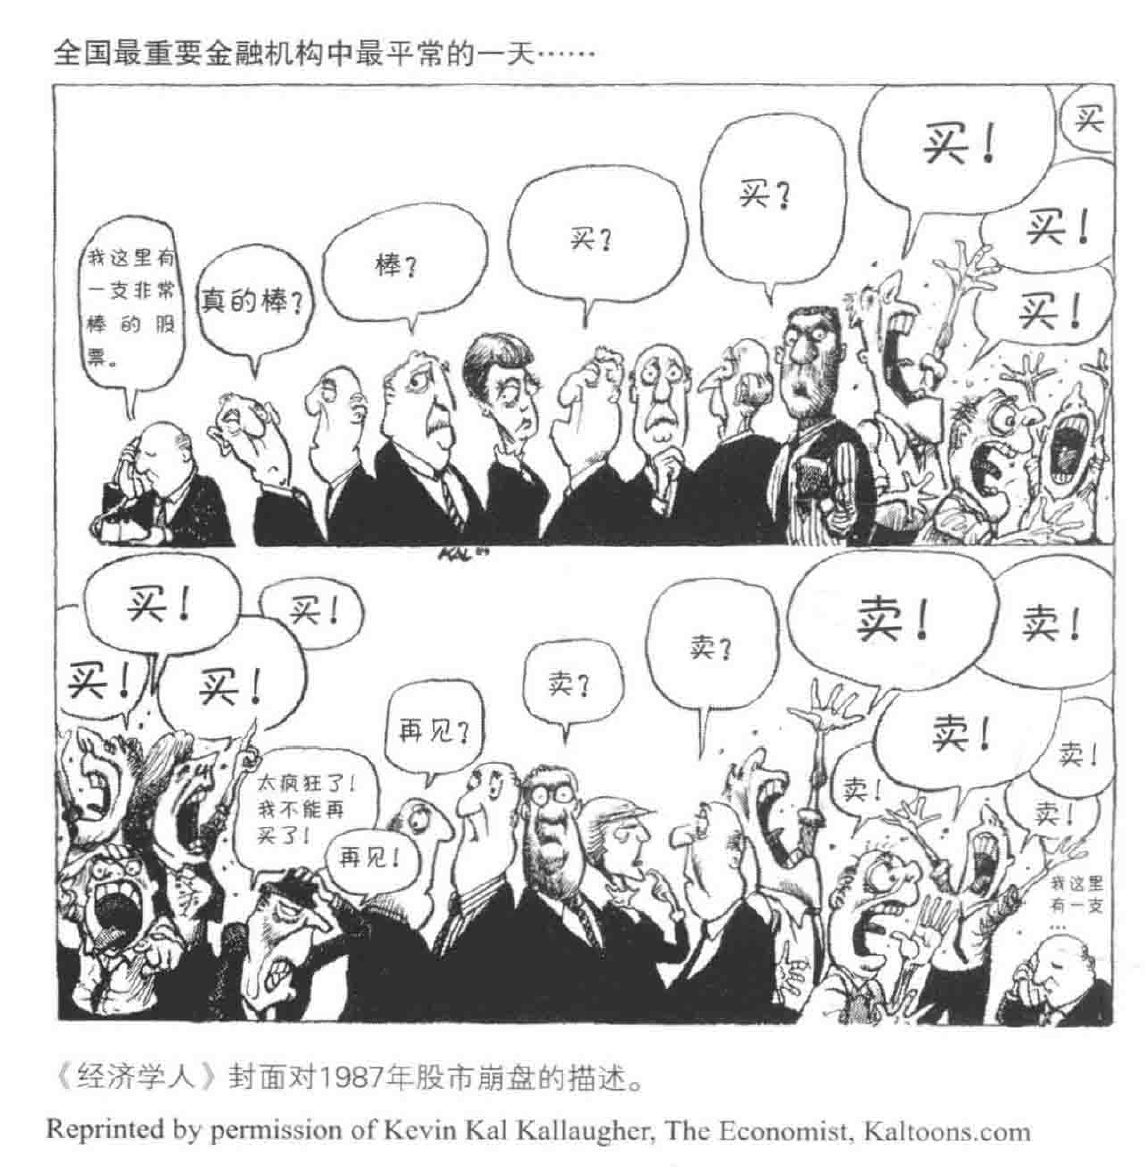 全国最重要金融机构中最平常的一天……
我这里有
一支非常
棒的股
票。
真的棒?
棒?
买?
买?
买!
买
买!
买!
KAL 89
买!
买!
买!
买!
太疯狂了!
我不能再
买了!
再见!
再见?
卖?
卖?
卖!
卖!
卖!
卖!
卖!
卖!
我这里
有一支
...
《经济学人》封面对1987年股市崩盘的描述。
Reprinted by permission of Kevin Kal Kallaugher, The Economist, Kaltoons.com